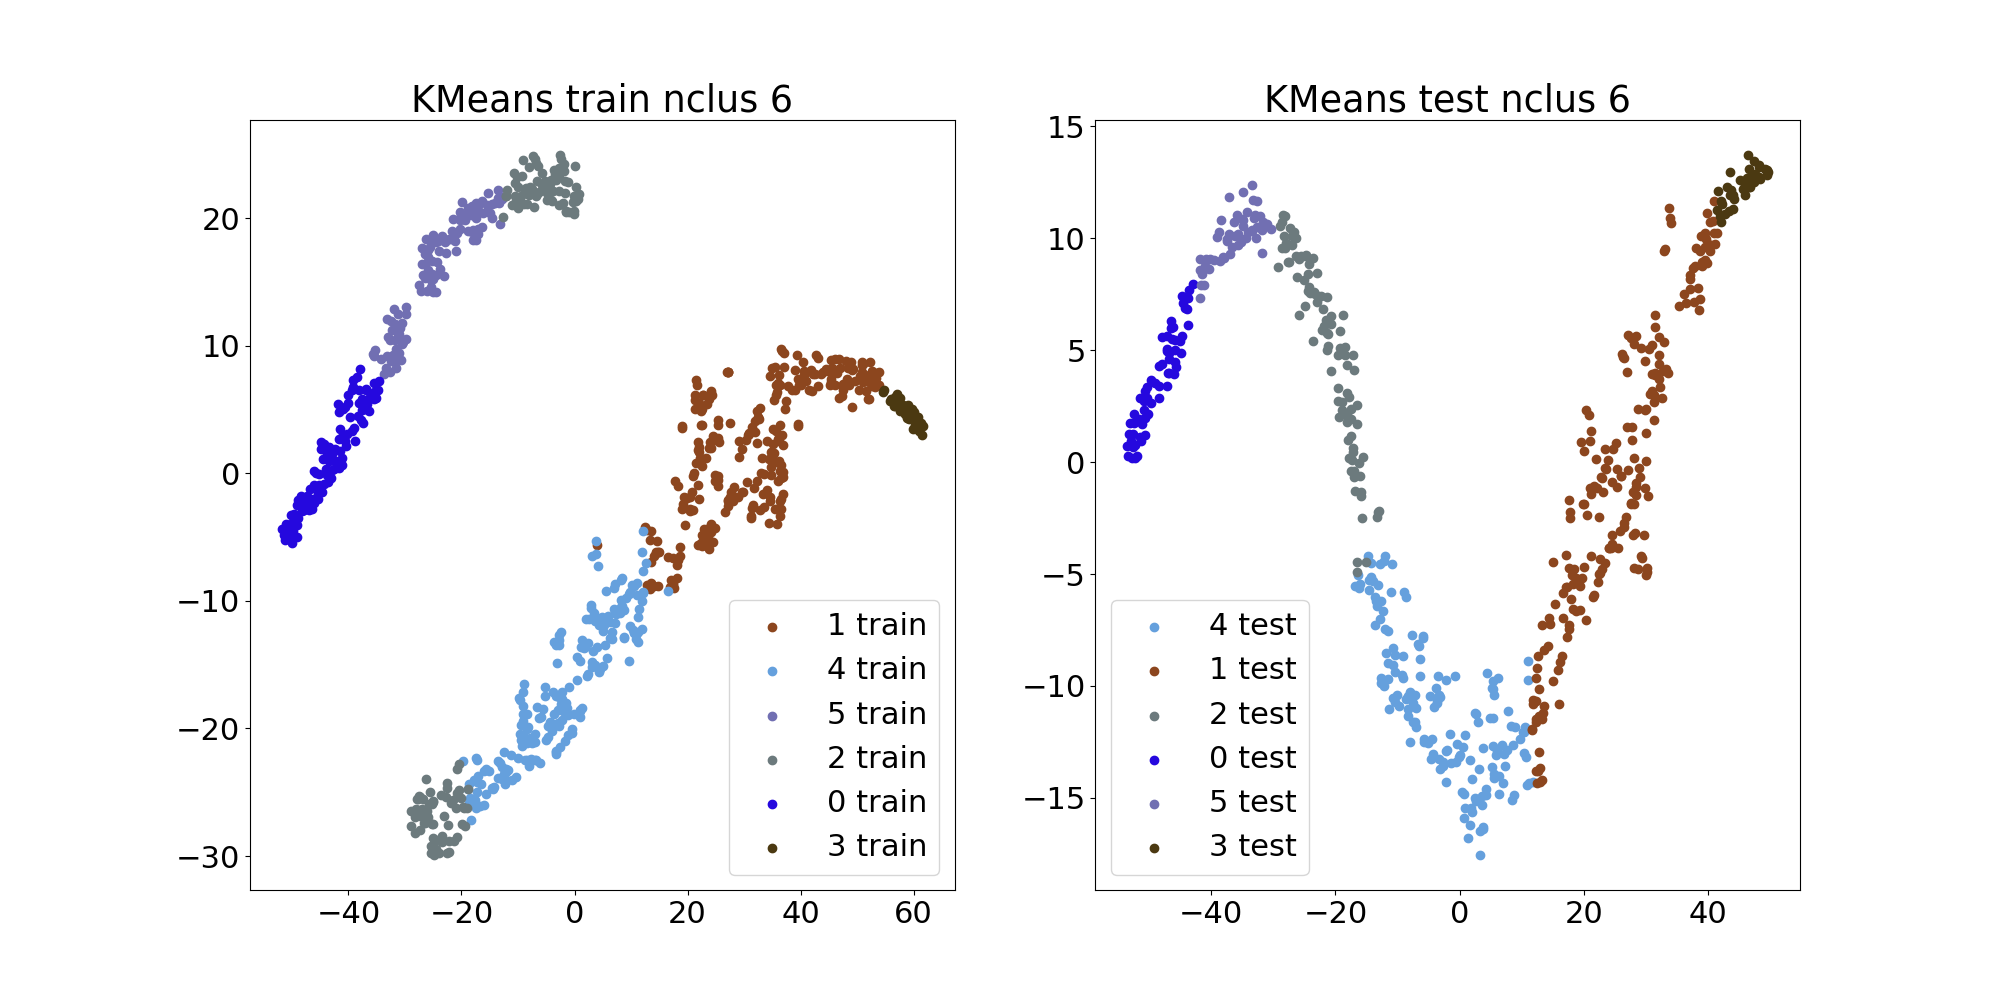 KMeans train nclus 6
20
10
0
−10
−20
−30
−40
−20
0
20
40
60
1 train
4 train
5 train
2 train
0 train
3 train
KMeans test nclus 6
15
10
5
0
−5
−10
−15
−40
−20
0
20
40
4 test
1 test
2 test
0 test
5 test
3 test